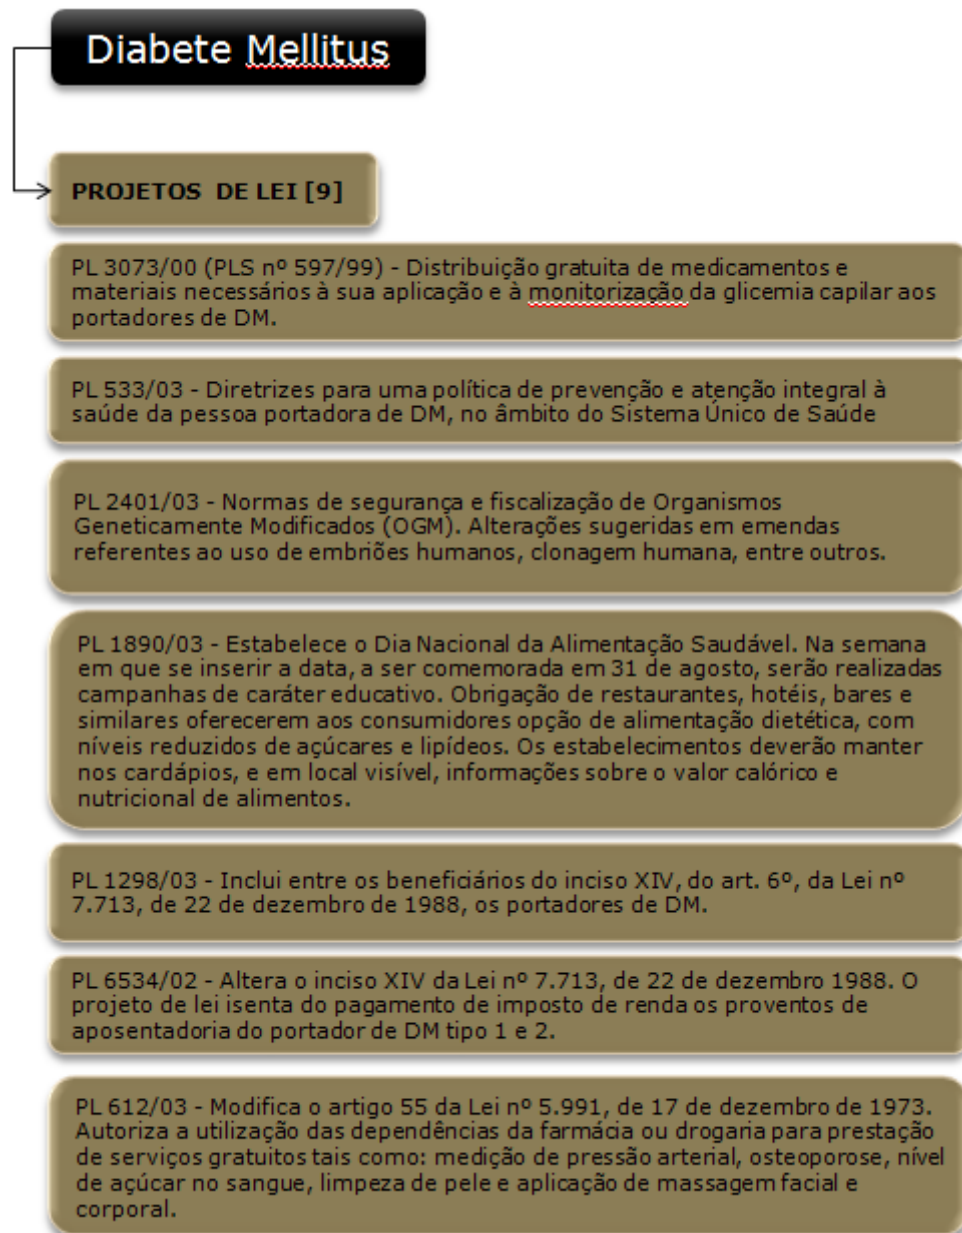 Diabete Mellitus
PROJETOS DE LEI [9]
PL 3073/00 (PLS nº 597/99) - Distribuição gratuita de medicamentos e
materiais necessários à sua aplicação e à monitorização da glicemia capilar aos
portadores de DM.
PL 533/03 - Diretrizes para uma política de prevenção e atenção integral à
saúde da pessoa portadora de DM, no âmbito do Sistema Único de Saúde
PL 2401/03 - Normas de segurança e fiscalização de Organismos
Geneticamente Modificados (OGM). Alterações sugeridas em emendas
referentes ao uso de embriões humanos, clonagem humana, entre outros.
PL 1890/03 - Estabelece o Dia Nacional da Alimentação Saudável. Na semana
em que se inserir a data, a ser comemorada em 31 de agosto, serão realizadas
campanhas de caráter educativo. Obrigação de restaurantes, hotéis, bares e
similares oferecerem aos consumidores opção de alimentação dietética, com
níveis reduzidos de açúcares e lipídeos. Os estabelecimentos deverão manter
nos cardápios, e em local visível, informações sobre o valor calórico e
nutricional de alimentos.
PL 1298/03 - Inclui entre os beneficiários do inciso XIV, do art. 6º, da Lei nº
7.713, de 22 de dezembro de 1988, os portadores de DM.
PL 6534/02 - Altera o inciso XIV da Lei nº 7.713, de 22 de dezembro 1988. O
projeto de lei isenta do pagamento de imposto de renda os proventos de
aposentadoria do portador de DM tipo 1 e 2.
PL 612/03 - Modifica o artigo 55 da Lei nº 5.991, de 17 de dezembro de 1973.
Autoriza a utilização das dependências da farmácia ou drogaria para prestação
de serviços gratuitos tais como: medição de pressão arterial, osteoporose, nível
de açúcar no sangue, limpeza de pele e aplicação de massagem facial e
corporal.